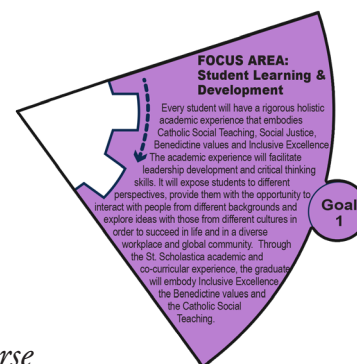 FOCUS AREA:
Student Learning &
Development
Every student will have a rigorous holistic
academic experience that embodies
Catholic Social Teaching, Social Justice,
Benedictine values and Inclusive Excellence
The academic experience will facilitate
leadership development and critical thinking
skills. It will expose students to different
perspectives, provide them with the opportunity to
interact with people from different backgrounds and
explore ideas with those from different cultures in
order to succeed in life and in a diverse
workplace and global community. Through
the St. Scholastica academic and
co-curricular experience, the graduate
will embody Inclusive Excellence,
the Benedictine values and
the Catholic Social
Teaching.
Goal
1
rse